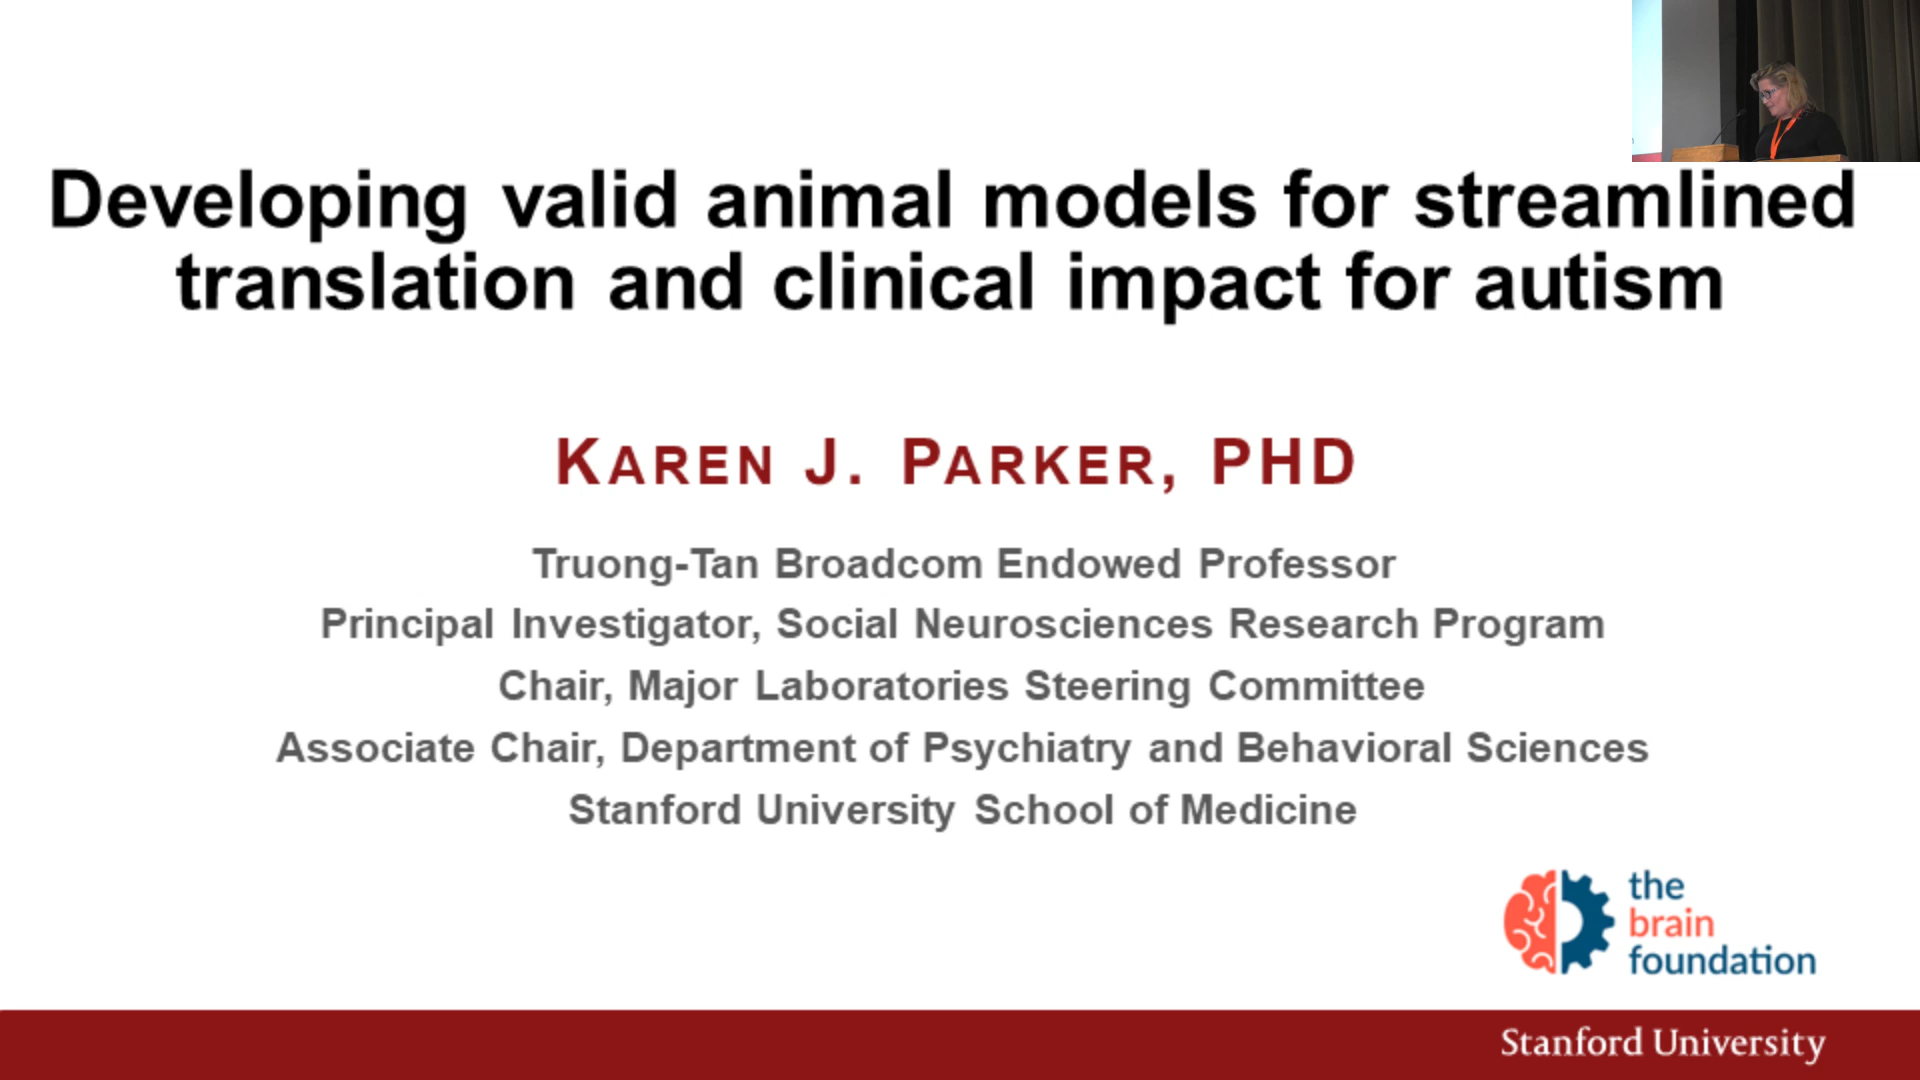 Developing valid animal models for streamlined
translation and clinical impact for autism
KAREN J. PARKER, PHD
Truong-Tan Broadcom Endowed Professor
Principal Investigator, Social Neurosciences Research Program
Chair, Major Laboratories Steering Committee
Associate Chair, Department of Psychiatry and Behavioral Sciences
Stanford University School of Medicine
the
brain
foundation
Stanford University